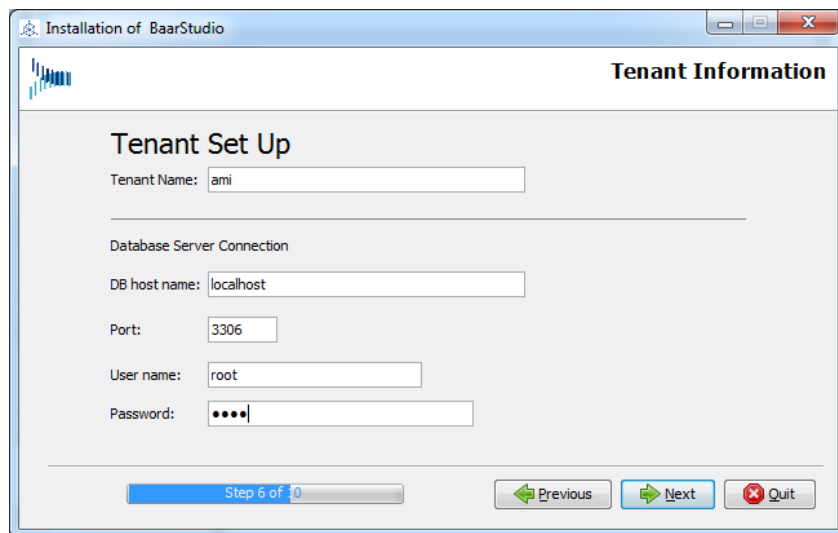 Installation of BaarStudio
Tenant Information
Tenant Set Up
Tenant Name: ami
Database Server Connection
DB host name: localhost
Port: 3306
User name: root
Password: ••••
Step 6 of 10
Previous Next Quit